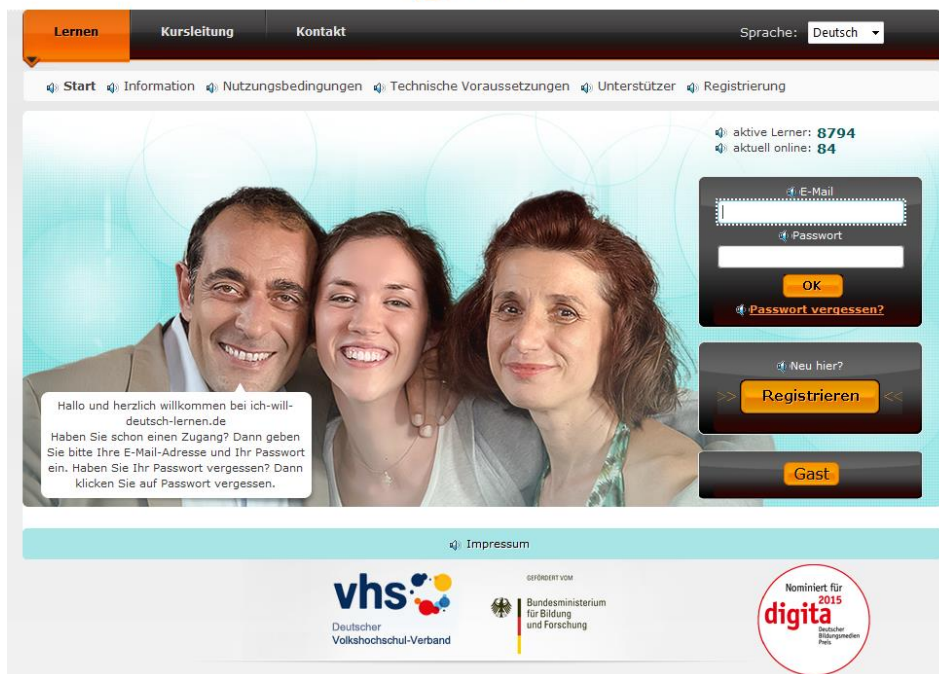 Lernen
Kursleitung
Kontakt
Sprache: Deutsch
Start Information Nutzungsbedingungen Technische Voraussetzungen Unterstützer Registrierung
aktive Lerner: 8794
aktuell online: 84
E-Mail
Passwort
OK
Passwort vergessen?
Neu hier?
>> Registrieren <<
Gast
Hallo und herzlich willkommen bei ich-will-
deutsch-lernen.de
Haben Sie schon einen Zugang? Dann geben
Sie bitte Ihre E-Mail-Adresse und Ihr Passwort
ein. Haben Sie Ihr Passwort vergessen? Dann
klicken Sie auf Passwort vergessen.
Impressum
vhs
Deutscher
Volkshochschul-Verband
GEFÖRDERT VOM
Bundesministerium
für Bildung
und Forschung
Nominiert für
2015
digita
Deutscher
Bildungsmedien
Preis